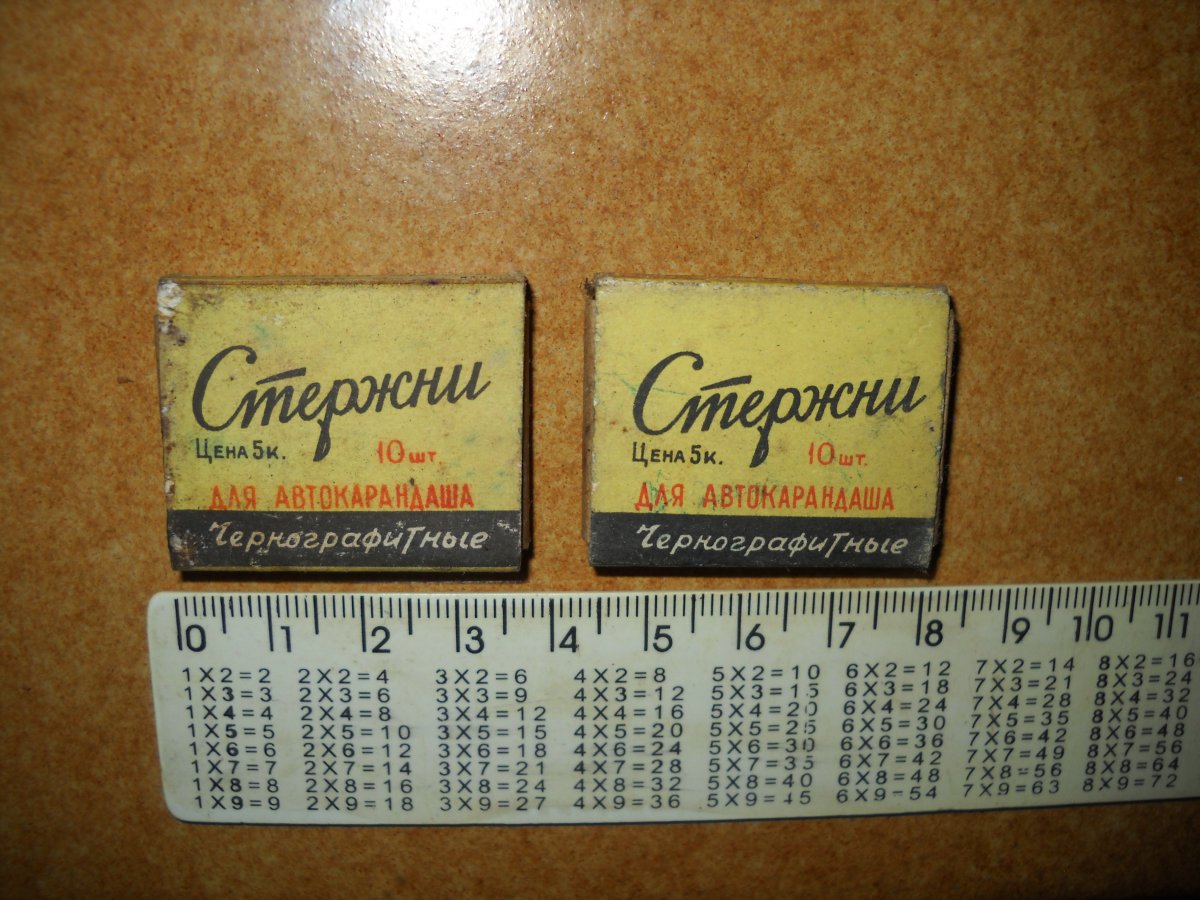 Стержни
Цена 5к. 10 шт
для автокарандаша
Чернографитные
Стержни
Цена 5к. 10 шт.
для автокарандаша
Чернографитные
0 1 2 3 4 5 6 7 8 9 10 11
1X2=2 2X2=4 3X2=6 4X2=8 5X2=10 6X2=12 7X2=14 8X2=16
1X3=3 2X3=6 3X3=9 4X3=12 5X3=15 6X3=18 7X3=21 8X3=24
1X4=4 2X4=8 3X4=12 4X4=16 5X4=20 6X4=24 7X4=28 8X4=32
1X5=5 2X5=10 3X5=15 4X5=20 5X5=25 6X5=30 7X5=35 8X5=40
1X6=6 2X6=12 3X6=18 4X6=24 5X6=30 6X6=36 7X6=42 8X6=48
1X7=7 2X7=14 3X7=21 4X7=28 5X7=35 6X7=42 7X7=49 8X7=56
1X8=8 2X8=16 3X8=24 4X8=32 5X8=40 6X8=48 7X8=56 8X8=64
1X9=9 2X9=18 3X9=27 4X9=36 5X9=45 6X9=54 7X9=63 8X9=72